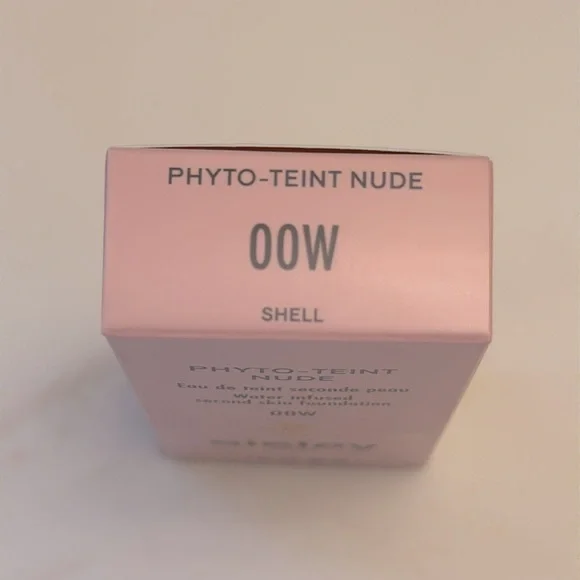 PHYTO-TEINT NUDE
00W
SHELL
PHYTO-TEINT
NUDE
Eau de teint seconde peau
Water infused
second skin foundation
00W
sisley